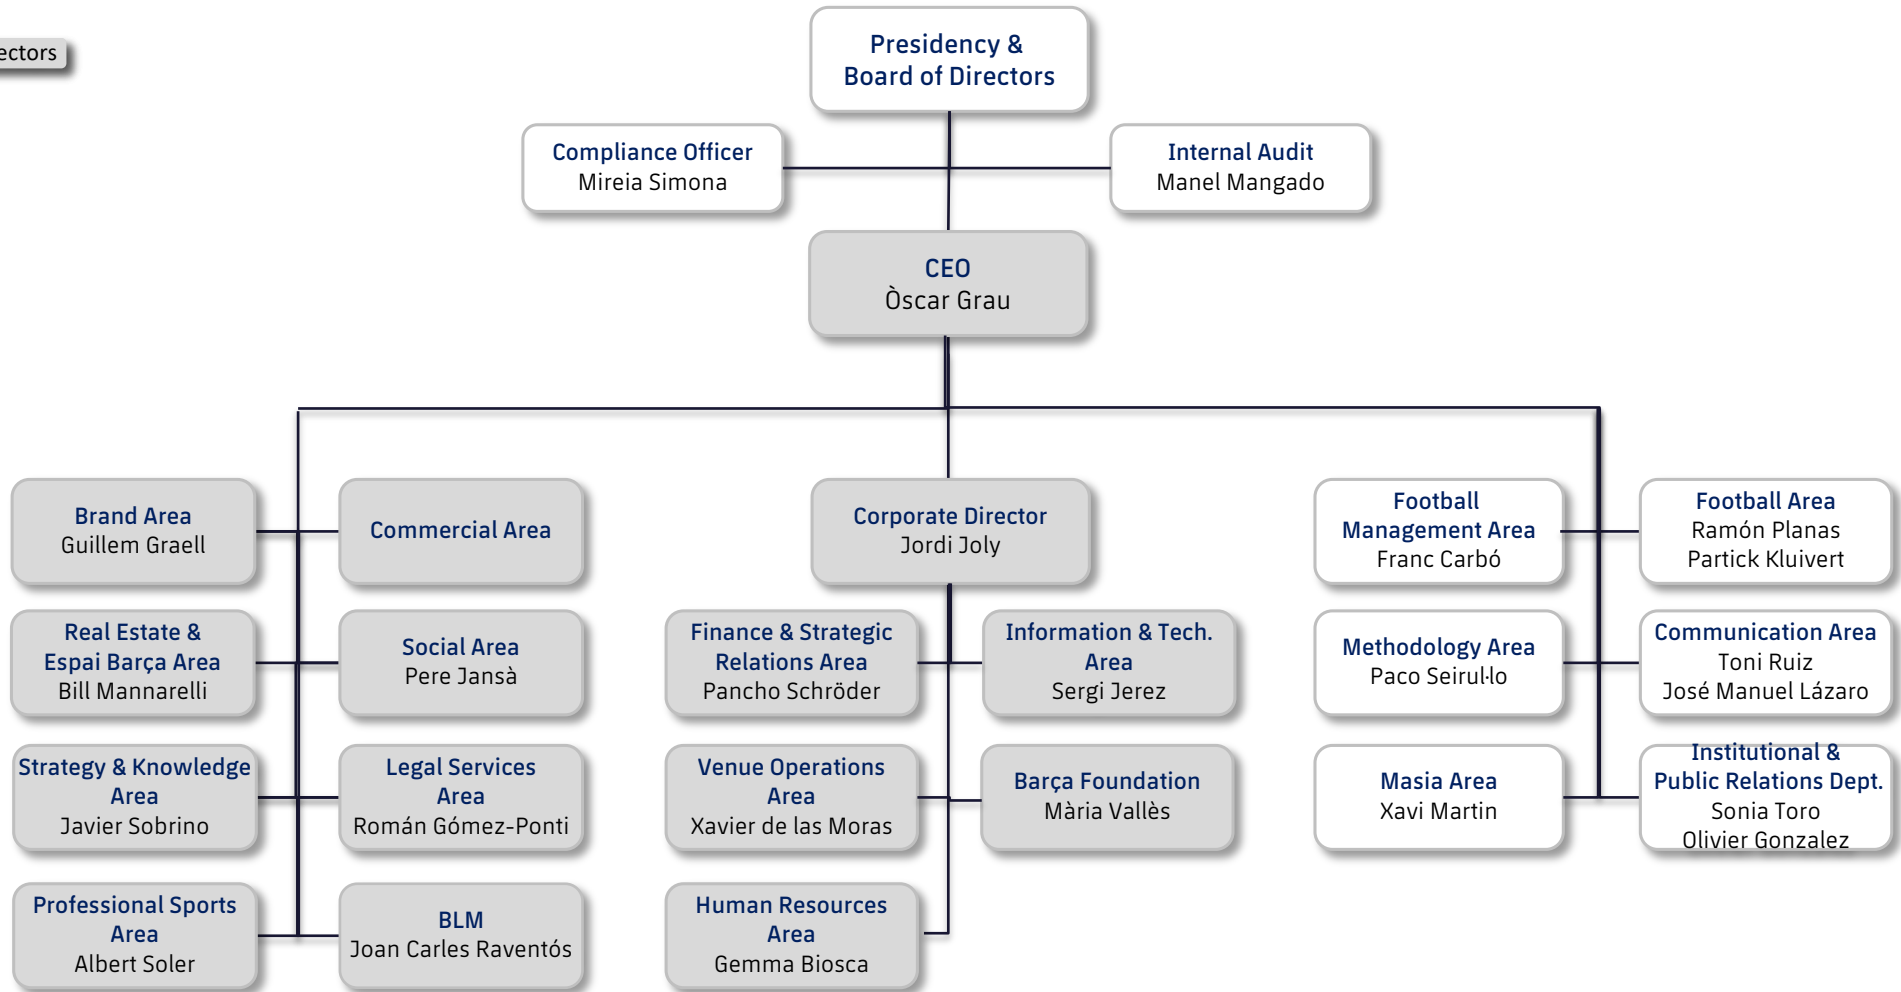 ectors
Presidency &
Board of Directors
Compliance Officer
Mireia Simona
Internal Audit
Manel Mangado
CEO
Òscar Grau
Brand Area
Guillem Graell
Commercial Area
Corporate Director
Jordi Joly
Football
Management Area
Franc Carbó
Football Area
Ramón Planas
Partick Kluivert
Real Estate &
Espai Barça Area
Bill Mannarelli
Social Area
Pere Jansà
Finance & Strategic
Relations Area
Pancho Schröder
Information & Tech.
Area
Sergi Jerez
Methodology Area
Paco Seirul·lo
Communication Area
Toni Ruiz
José Manuel Lázaro
Strategy & Knowledge
Area
Javier Sobrino
Legal Services
Area
Román Gómez-Ponti
Venue Operations
Area
Xavier de las Moras
Barça Foundation
Mària Vallès
Masia Area
Xavi Martin
Institutional &
Public Relations Dept.
Sonia Toro
Olivier Gonzalez
Professional Sports
Area
Albert Soler
BLM
Joan Carles Raventós
Human Resources
Area
Gemma Biosca